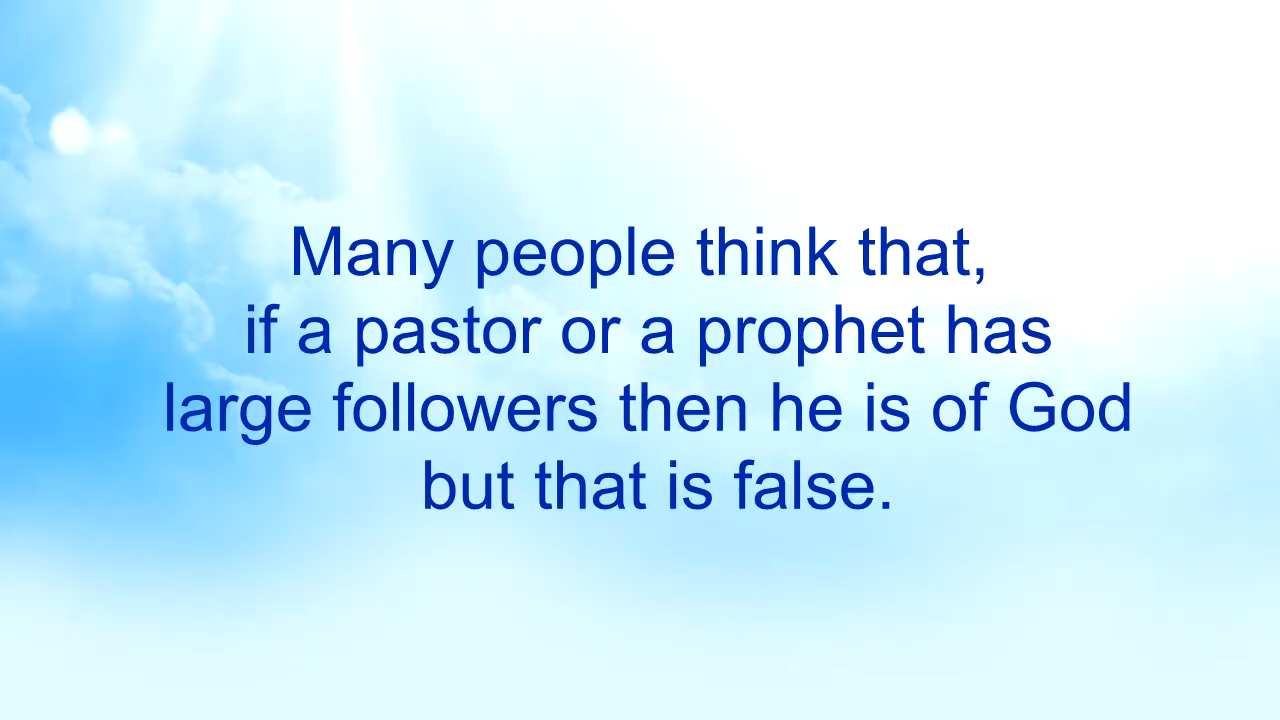 Many people think that,
if a pastor or a prophet has
large followers then he is of God
but that is false.